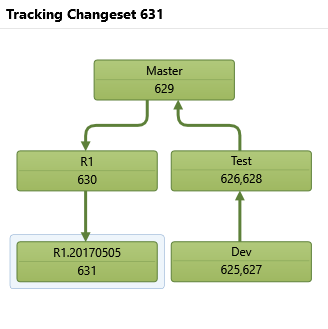 Tracking Changeset 631
Master
629
R1
630
Test
626,628
R1.20170505
631
Dev
625,627